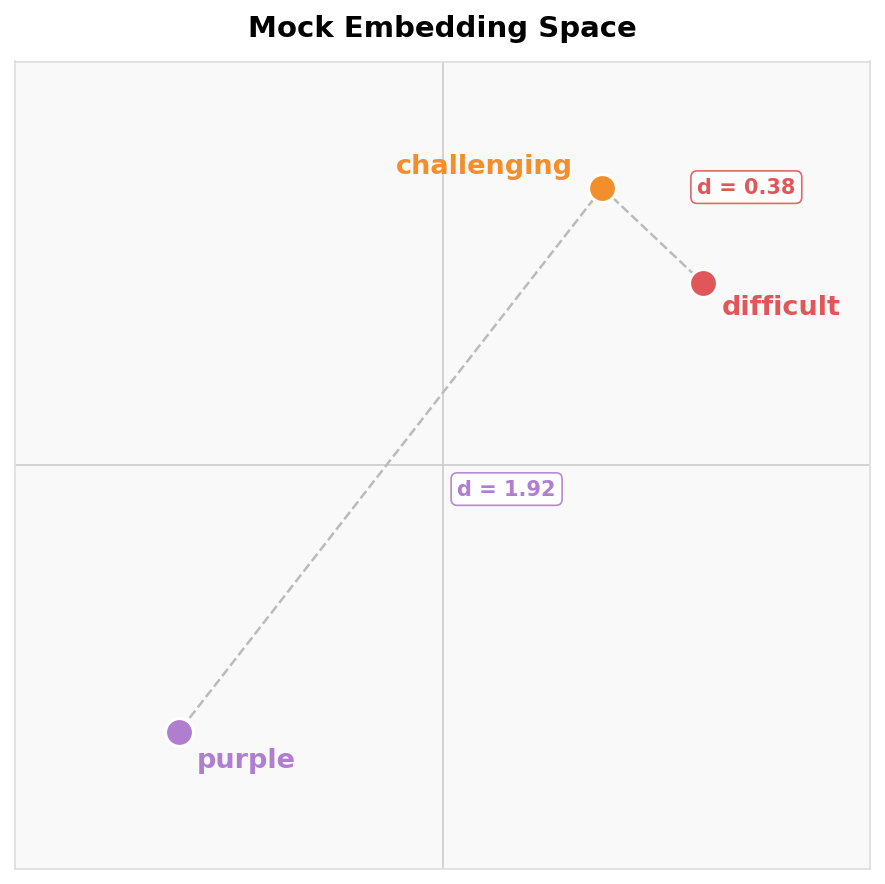 Mock Embedding Space
challenging
d = 0.38
difficult
d = 1.92
purple